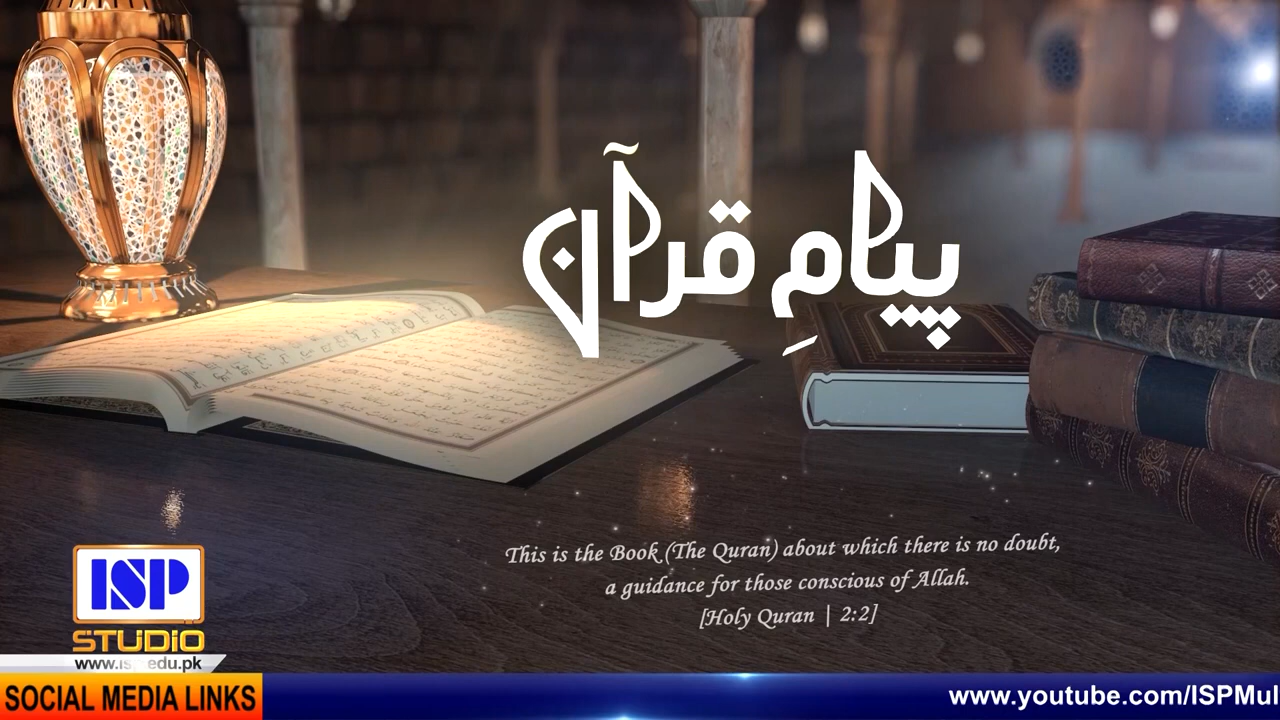 پیامِ قرآن
This is the Book (The Quran) about which there is no doubt,
a guidance for those conscious of Allah.
[Holy Quran | 2:2]
ISP
STUDIO
SOCIAL MEDIA LINKS
www.youtube.com/ISPMul